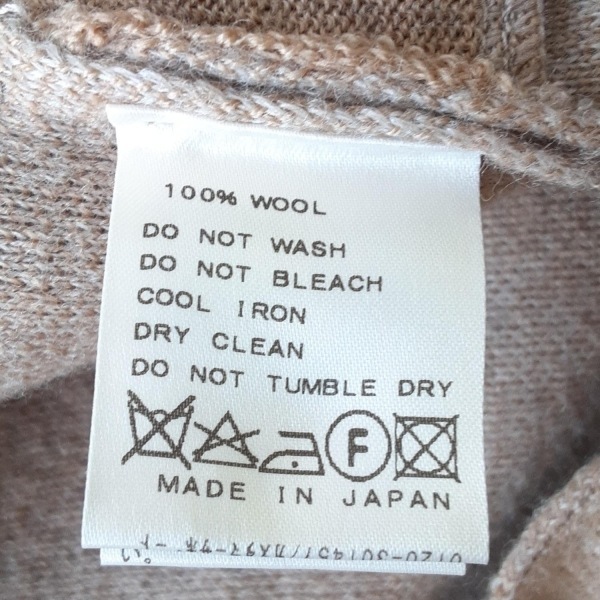 100% WOOL
DO NOT WASH
DO NOT BLEACH
COOL IRON
DRY CLEAN
DO NOT TUMBLE DRY
F
MADE IN JAPAN